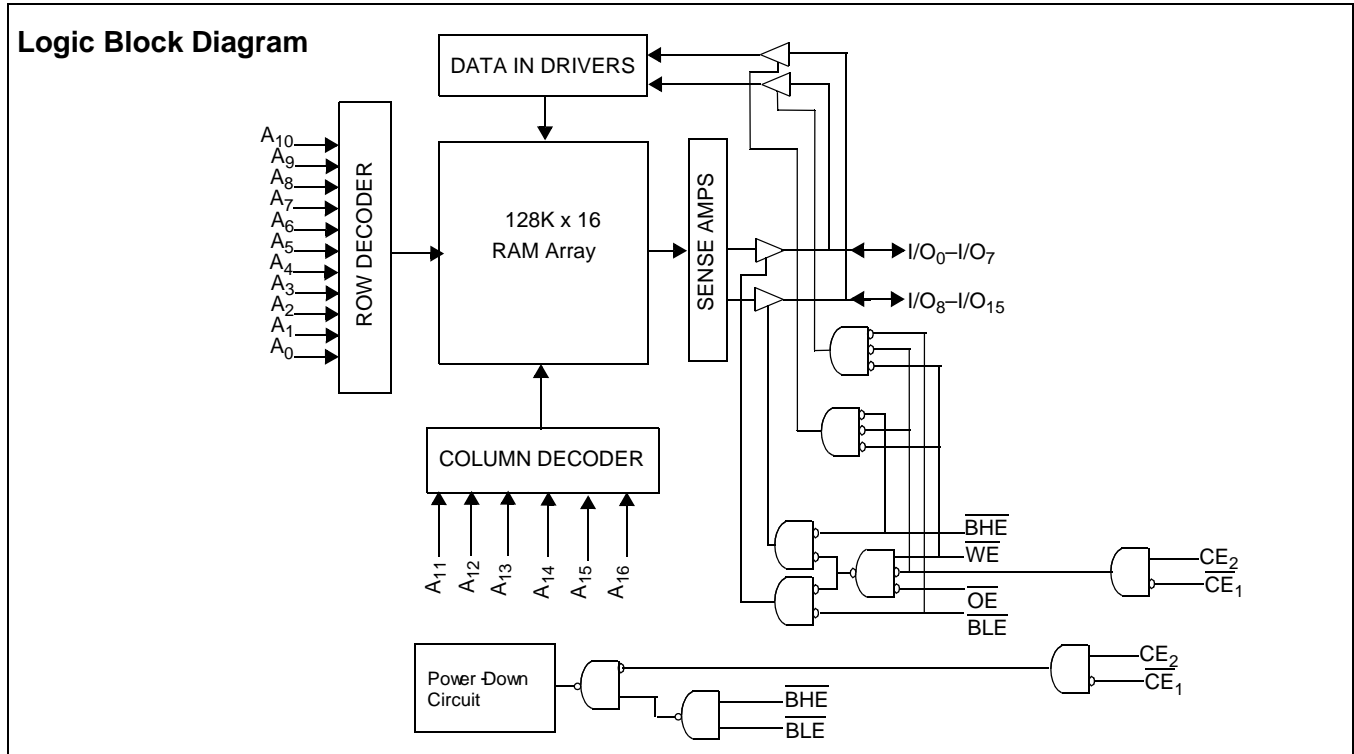 Logic Block Diagram
DATA IN DRIVERS
A10
A9
A8
A7
A6
A5
A4
A3
A2
A1
A0
ROW DECODER
128K x 16
RAM Array
SENSE AMPS
I/O0–I/O7
I/O8–I/O15
COLUMN DECODER
A11
A12
A13
A14
A15
A16
BHE
WE
OE
BLE
CE2
CE1
Power -Down
Circuit
BHE
BLE
CE2
CE1